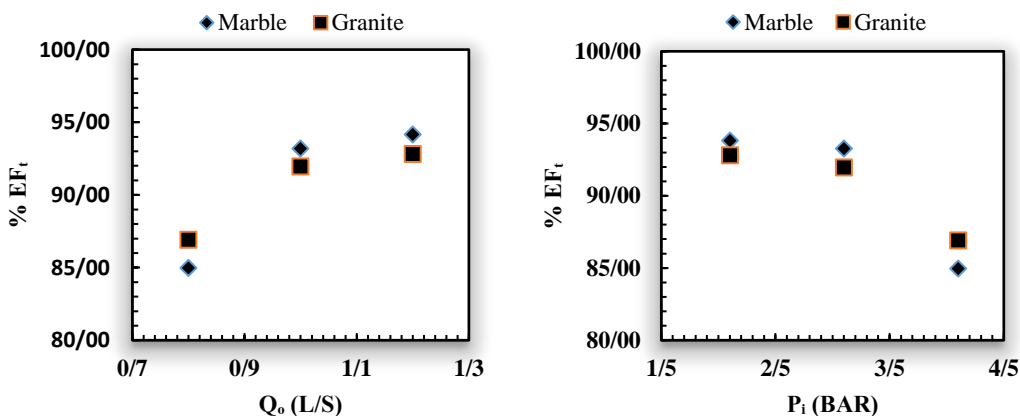 Marble Granite
100/00
95/00
90/00
85/00
80/00
% EFt
0/7 0/9 1/1 1/3
Qo (L/S)
Marble Granite
100/00
95/00
90/00
85/00
80/00
% EFt
1/5 2/5 3/5 4/5
Pi (BAR)